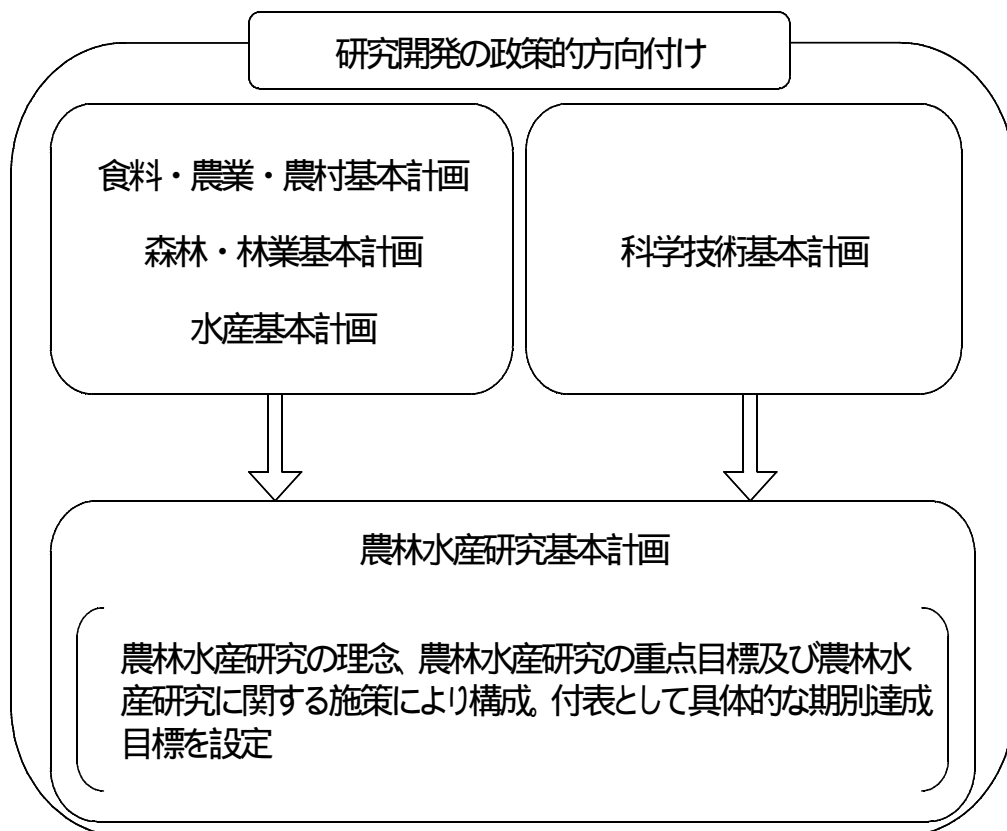 研究開発の政策的方向付け
食料・農業・農村基本計画
森林・林業基本計画
水産基本計画
科学技術基本計画
農林水産研究基本計画
農林水産研究の理念、農林水産研究の重点目標及び農林水
産研究に関する施策により構成。付表として具体的な期別達成
目標を設定